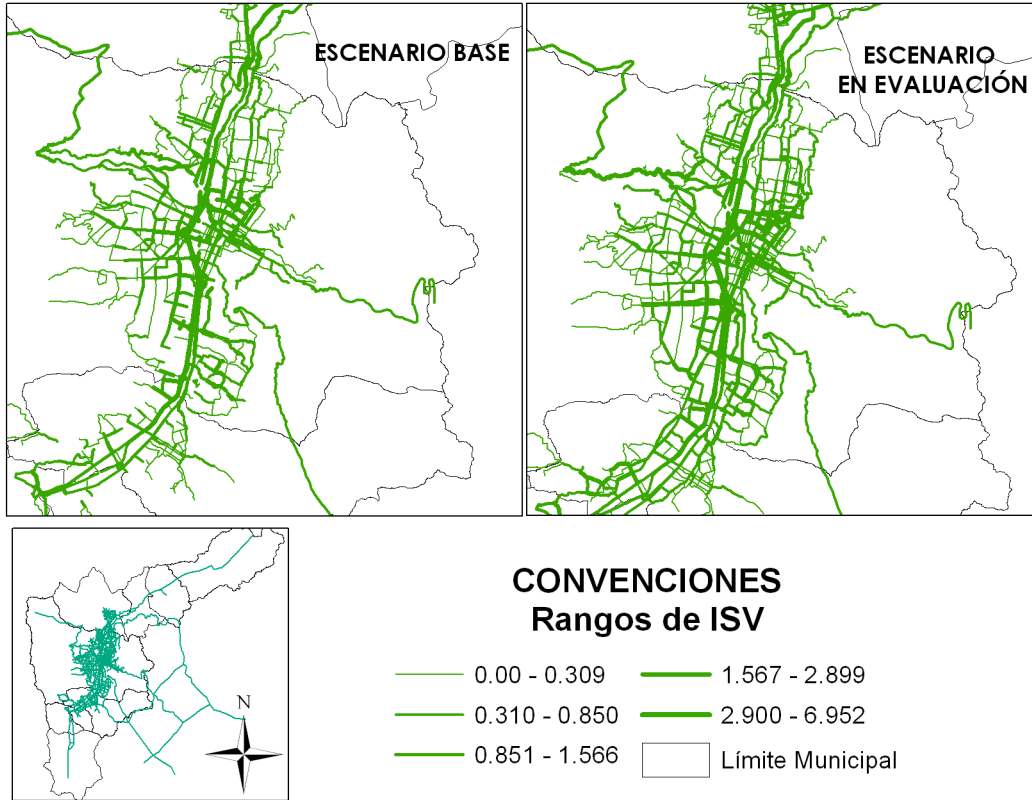 ESCENARIO BASE
ESCENARIO
EN EVALUACIÓN
N
CONVENCIONES
Rangos de ISV
0.00 - 0.309
0.310 - 0.850
0.851 - 1.566
1.567 - 2.899
2.900 - 6.952
Límite Municipal